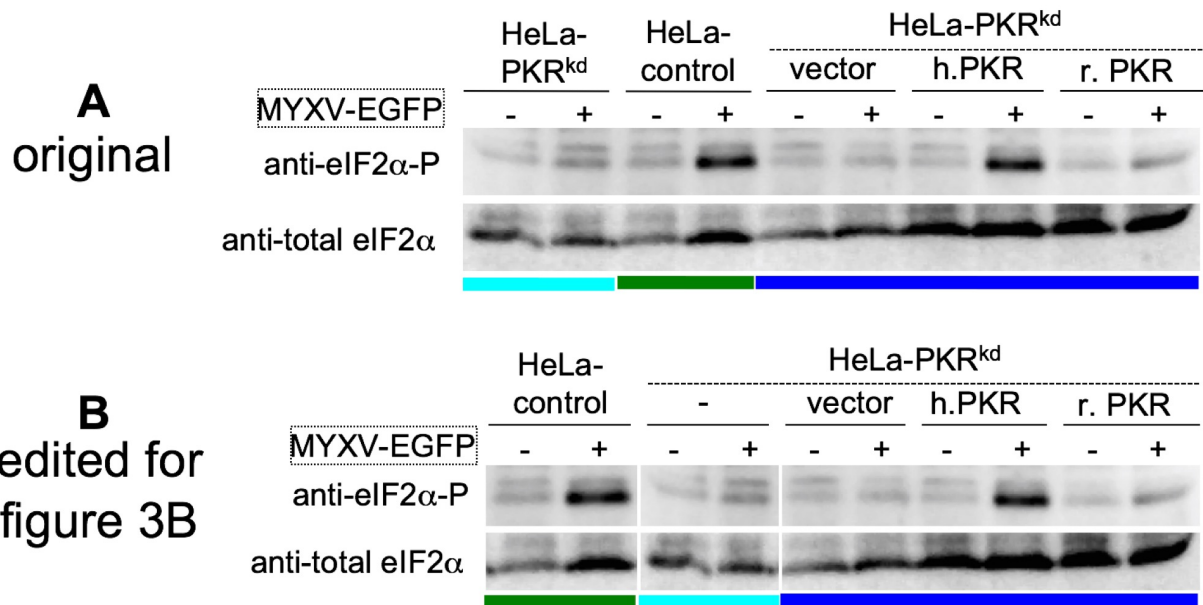 HeLa-
PKRkd
HeLa-
control
HeLa-PKRkd
vector h.PKR r. PKR
A
original
MYXV-EGFP - + - + - + - + - +
anti-eIF2α-P
anti-total eIF2α
B
edited for
figure 3B
HeLa-
control
HeLa-PKRkd
- vector h.PKR r. PKR
MYXV-EGFP - + - + - + - + - +
anti-eIF2α-P
anti-total eIF2α